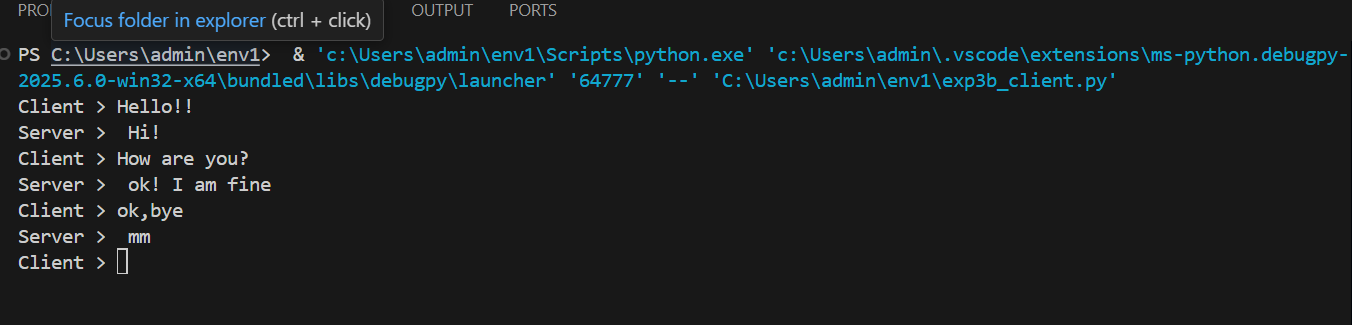 PRO OUTPUT PORTS
Focus folder in explorer (ctrl + click)
PS C:\Users\admin\env1>  & 'c:\Users\admin\env1\Scripts\python.exe' 'c:\Users\admin\.vscode\extensions\ms-python.debugpy-
2025.6.0-win32-x64\bundled\libs\debugpy\launcher' '64777' '--' 'C:\Users\admin\env1\exp3b_client.py'
Client > Hello!!
Server >  Hi!
Client > How are you?
Server >  ok! I am fine
Client > ok,bye
Server >  mm
Client >